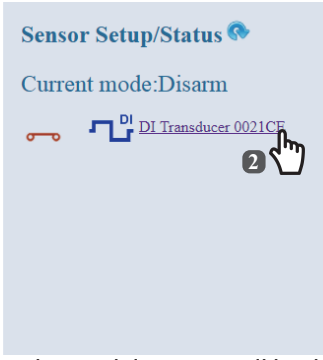 Sensor Setup/Status
Current mode:Disarm
DI
DI Transducer 0021CE
2